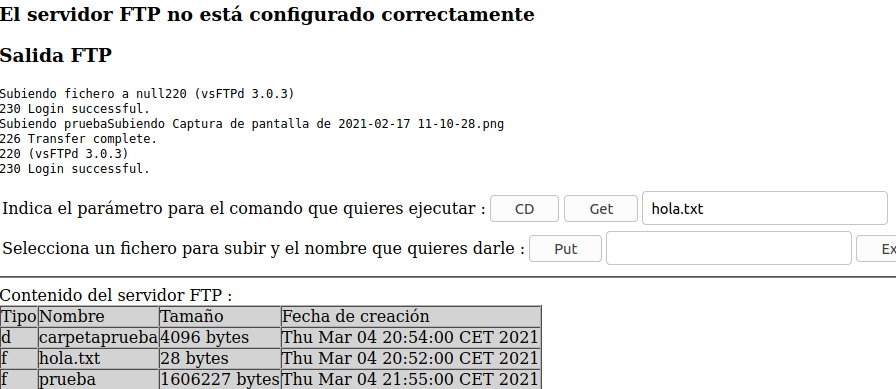 El servidor FTP no está configurado correctamente
Salida FTP
Subiendo fichero a null220 (vsFTPd 3.0.3)
230 Login successful.
Subiendo pruebaSubiendo Captura de pantalla de 2021-02-17 11-10-28.png
226 Transfer complete.
220 (vsFTPd 3.0.3)
230 Login successful.
Indica el parámetro para el comando que quieres ejecutar : CD Get hola.txt
Selecciona un fichero para subir y el nombre que quieres darle : Put Ex
Contenido del servidor FTP :
Tipo Nombre Tamaño Fecha de creación
d carpetaprueba 4096 bytes Thu Mar 04 20:54:00 CET 2021
f hola.txt 28 bytes Thu Mar 04 20:52:00 CET 2021
f prueba 1606227 bytes Thu Mar 04 21:55:00 CET 2021